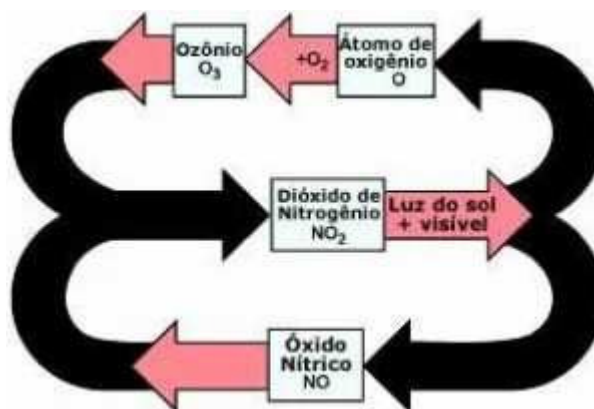 Ozônio
O₃
+O₂
Átomo de
oxigênio
O
Dióxido de
Nitrogênio
NO₂
Luz do sol
+ visível
Óxido
Nítrico
NO